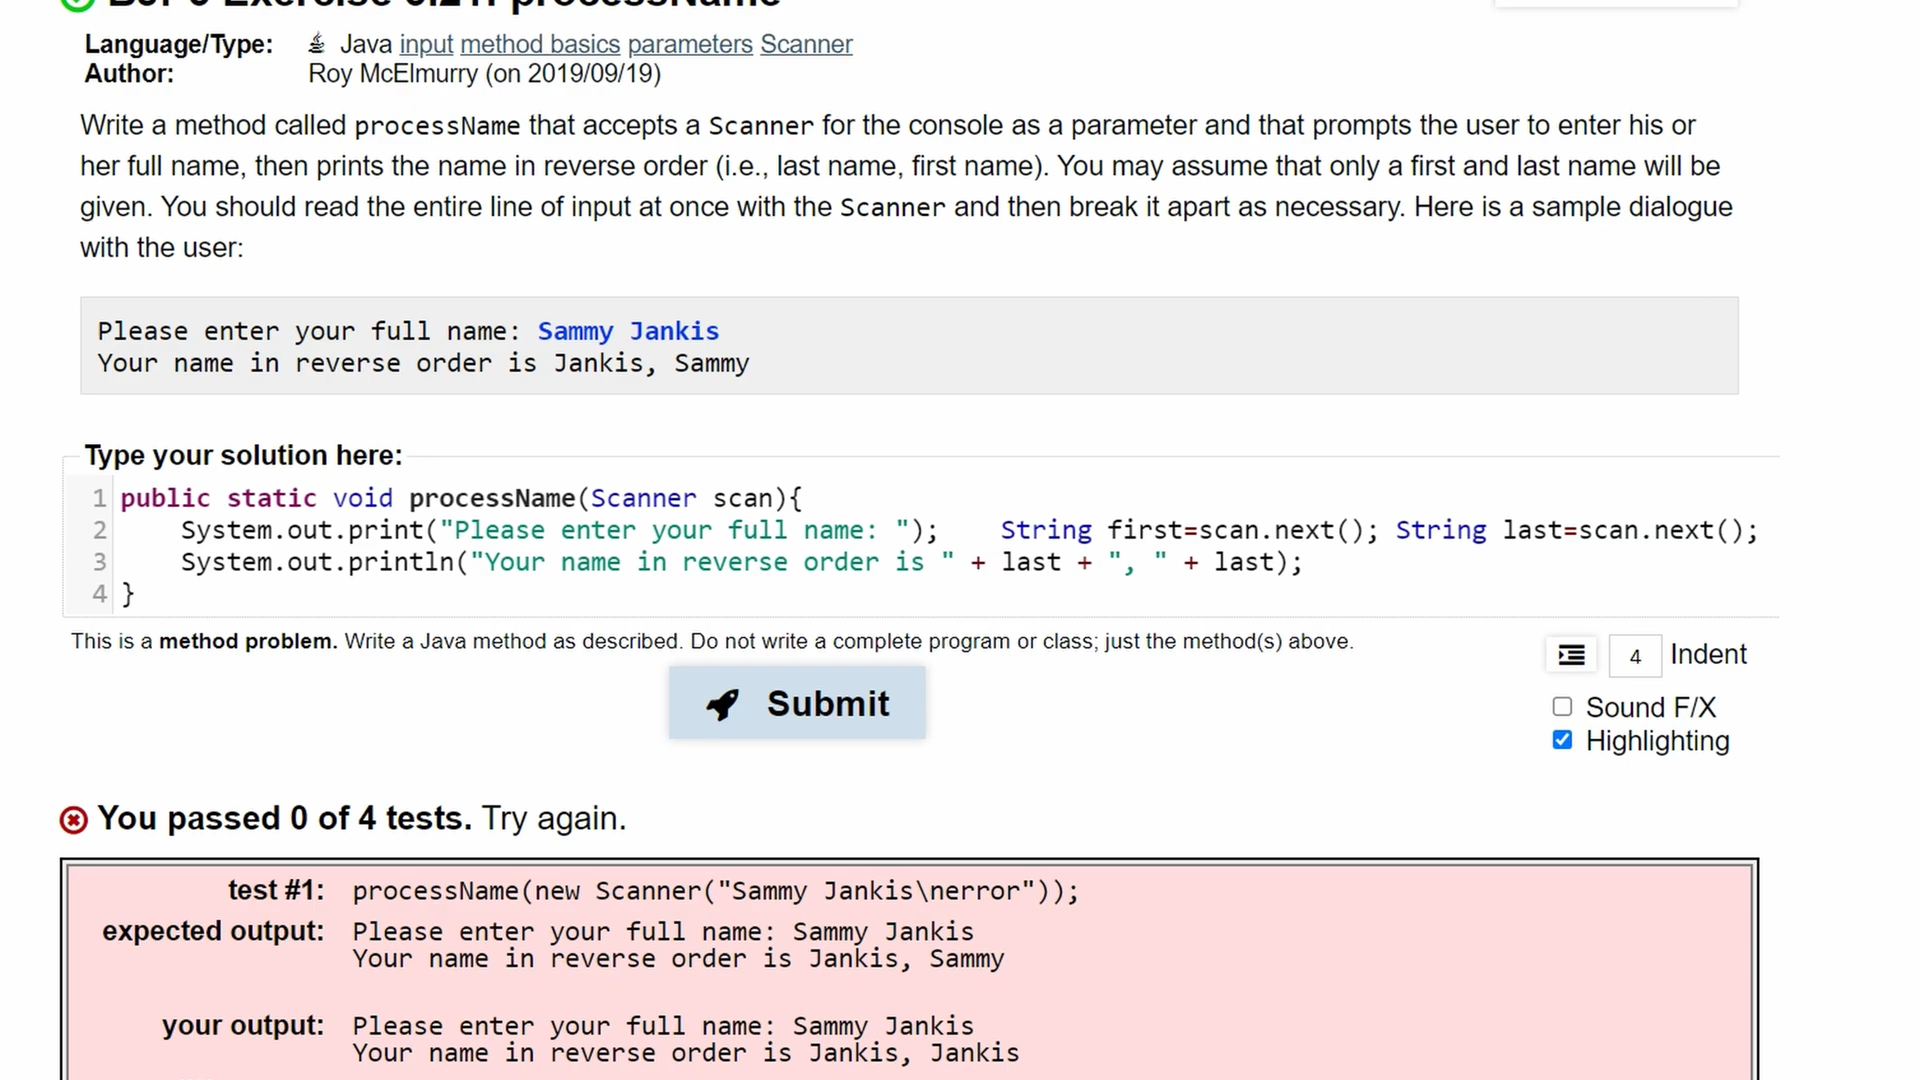 processName
Language/Type: Java input method basics parameters Scanner
Author: Roy McElmurry (on 2019/09/19)
Write a method called processName that accepts a Scanner for the console as a parameter and that prompts the user to enter his or
her full name, then prints the name in reverse order (i.e., last name, first name). You may assume that only a first and last name will be
given. You should read the entire line of input at once with the Scanner and then break it apart as necessary. Here is a sample dialogue
with the user:
Please enter your full name: Sammy Jankis
Your name in reverse order is Jankis, Sammy
Type your solution here:
1 public static void processName(Scanner scan){
2     System.out.print("Please enter your full name: ");    String first=scan.next(); String last=scan.next();
3     System.out.println("Your name in reverse order is " + last + ", " + last);
4 }
This is a method problem. Write a Java method as described. Do not write a complete program or class; just the method(s) above.
4 Indent
Submit
Sound F/X
Highlighting
You passed 0 of 4 tests. Try again.
test #1: processName(new Scanner("Sammy Jankis\nerror"));
expected output: Please enter your full name: Sammy Jankis
Your name in reverse order is Jankis, Sammy
your output: Please enter your full name: Sammy Jankis
Your name in reverse order is Jankis, Jankis